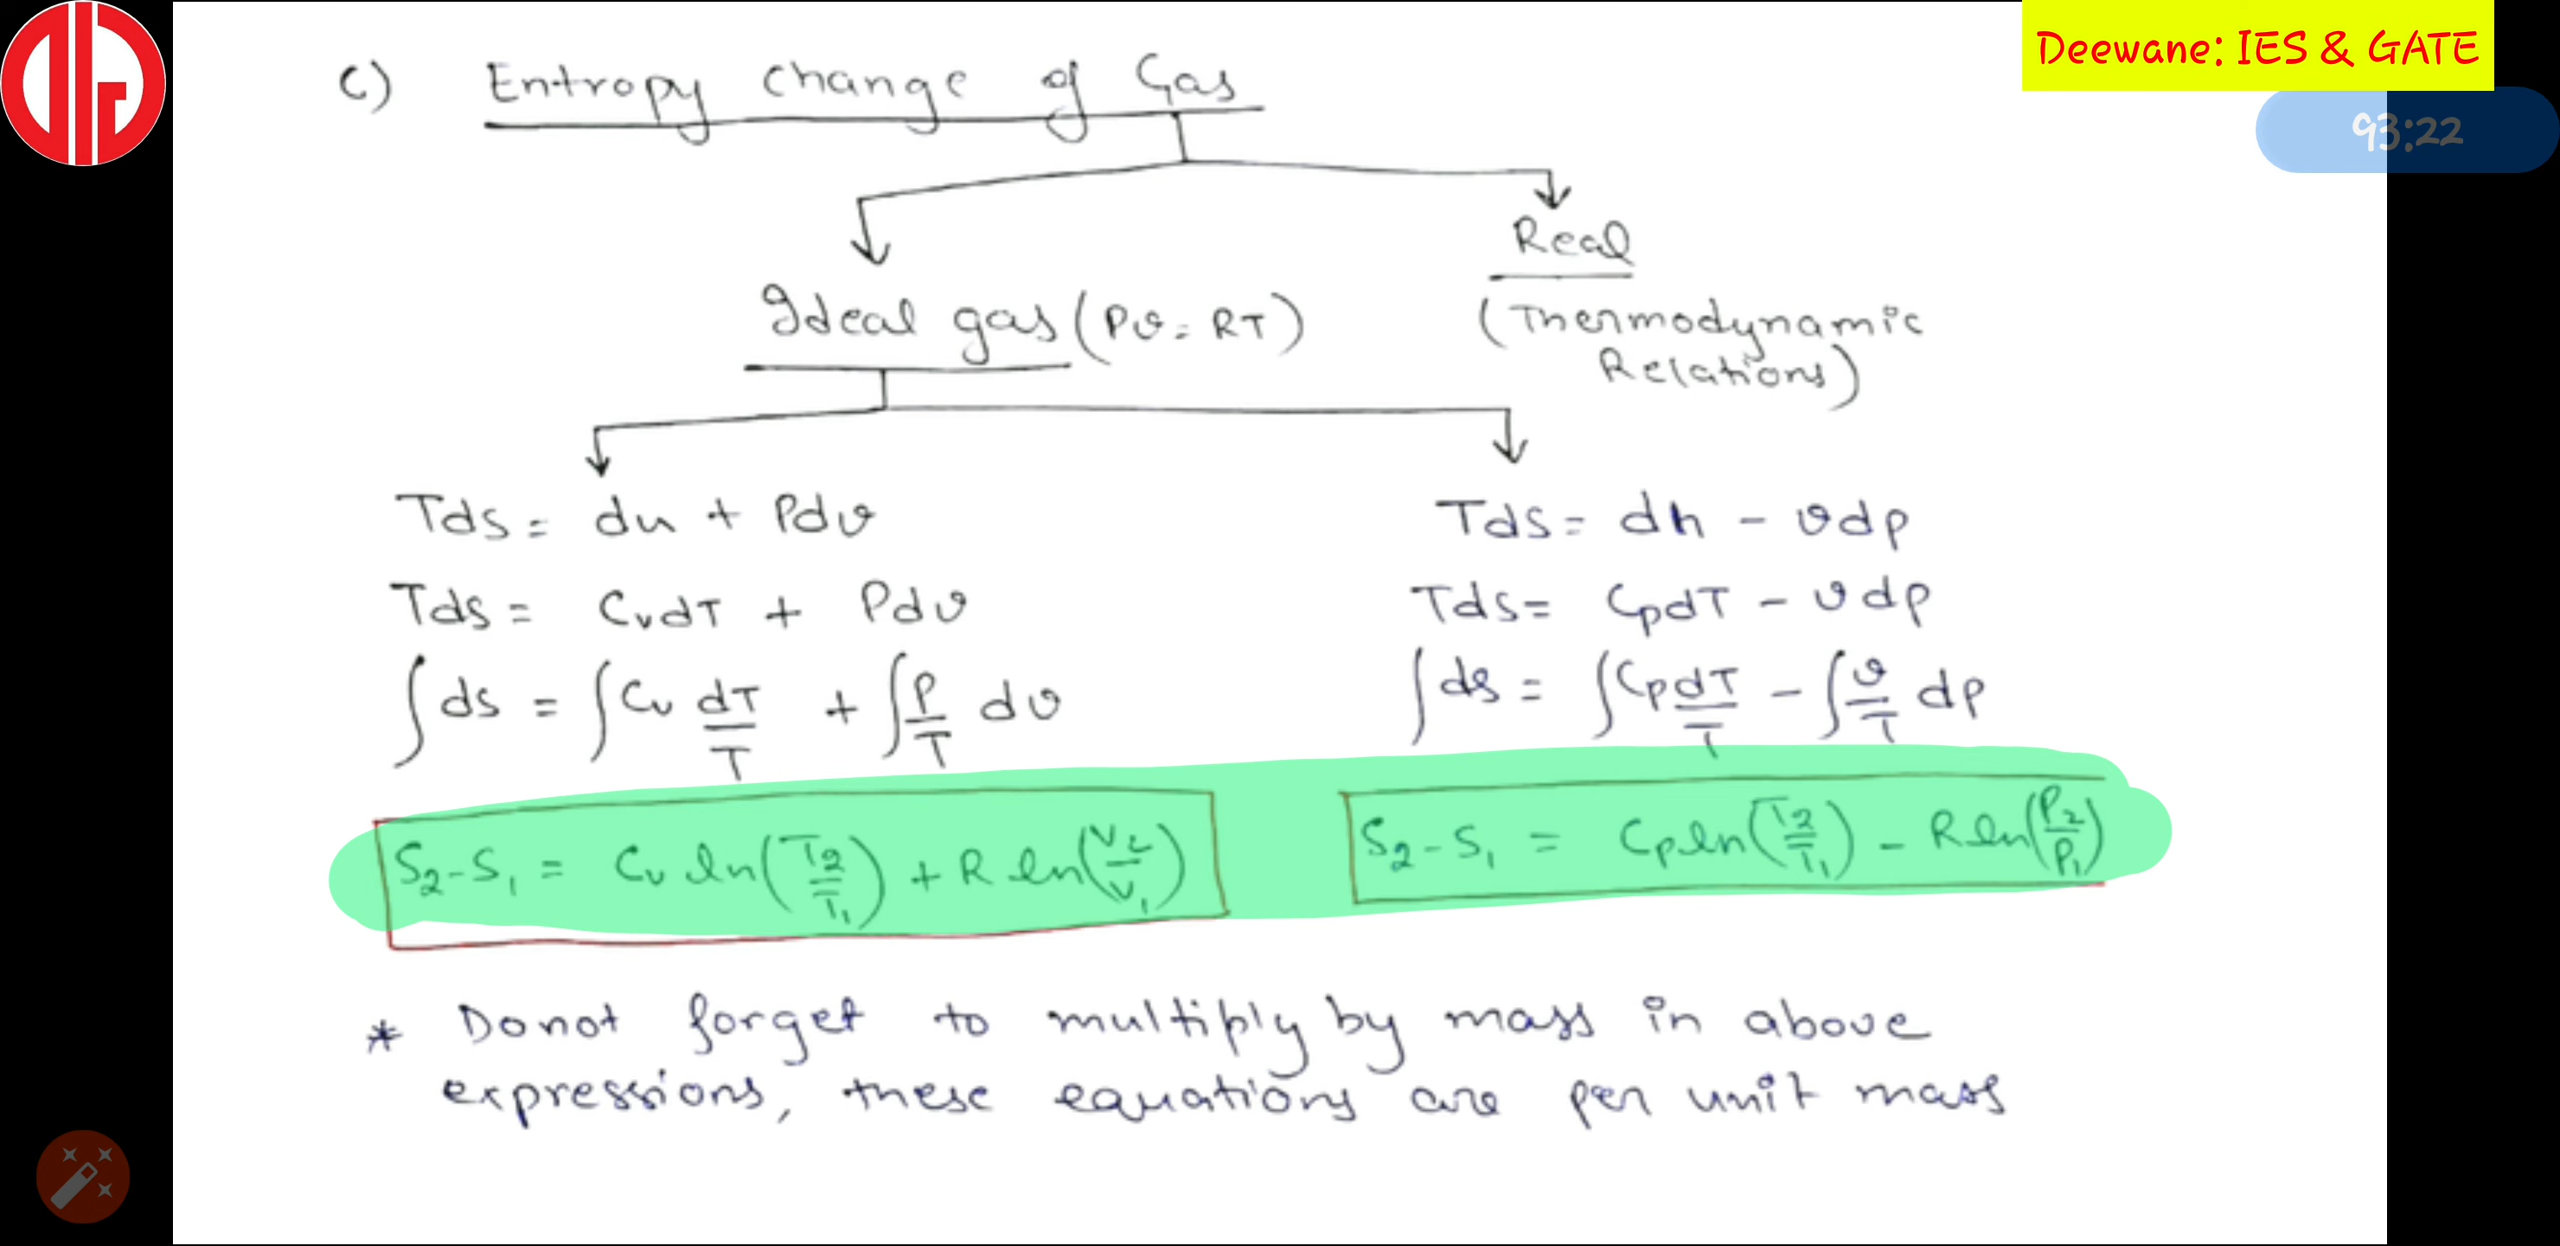 Deewane: IES & GATE
93:22
c) Entropy change of Gas
Real
Ideal gas (Pv = RT)
(Thermodynamic
Relations)
Tds = du + Pdv
Tds = dh - vdp
Tds = CvdT + Pdv
Tds = CpdT - vdp
∫ds = ∫Cv dT/T + ∫P/T dv
∫ds = ∫Cp dT/T - ∫v/T dp
S2-S1 = Cv ln(T2/T1) + R ln(V2/V1)
S2-S1 = Cp ln(T2/T1) - R ln(P2/P1)
* Donot forget to multiply by mass in above
expressions, these equations are per unit mass